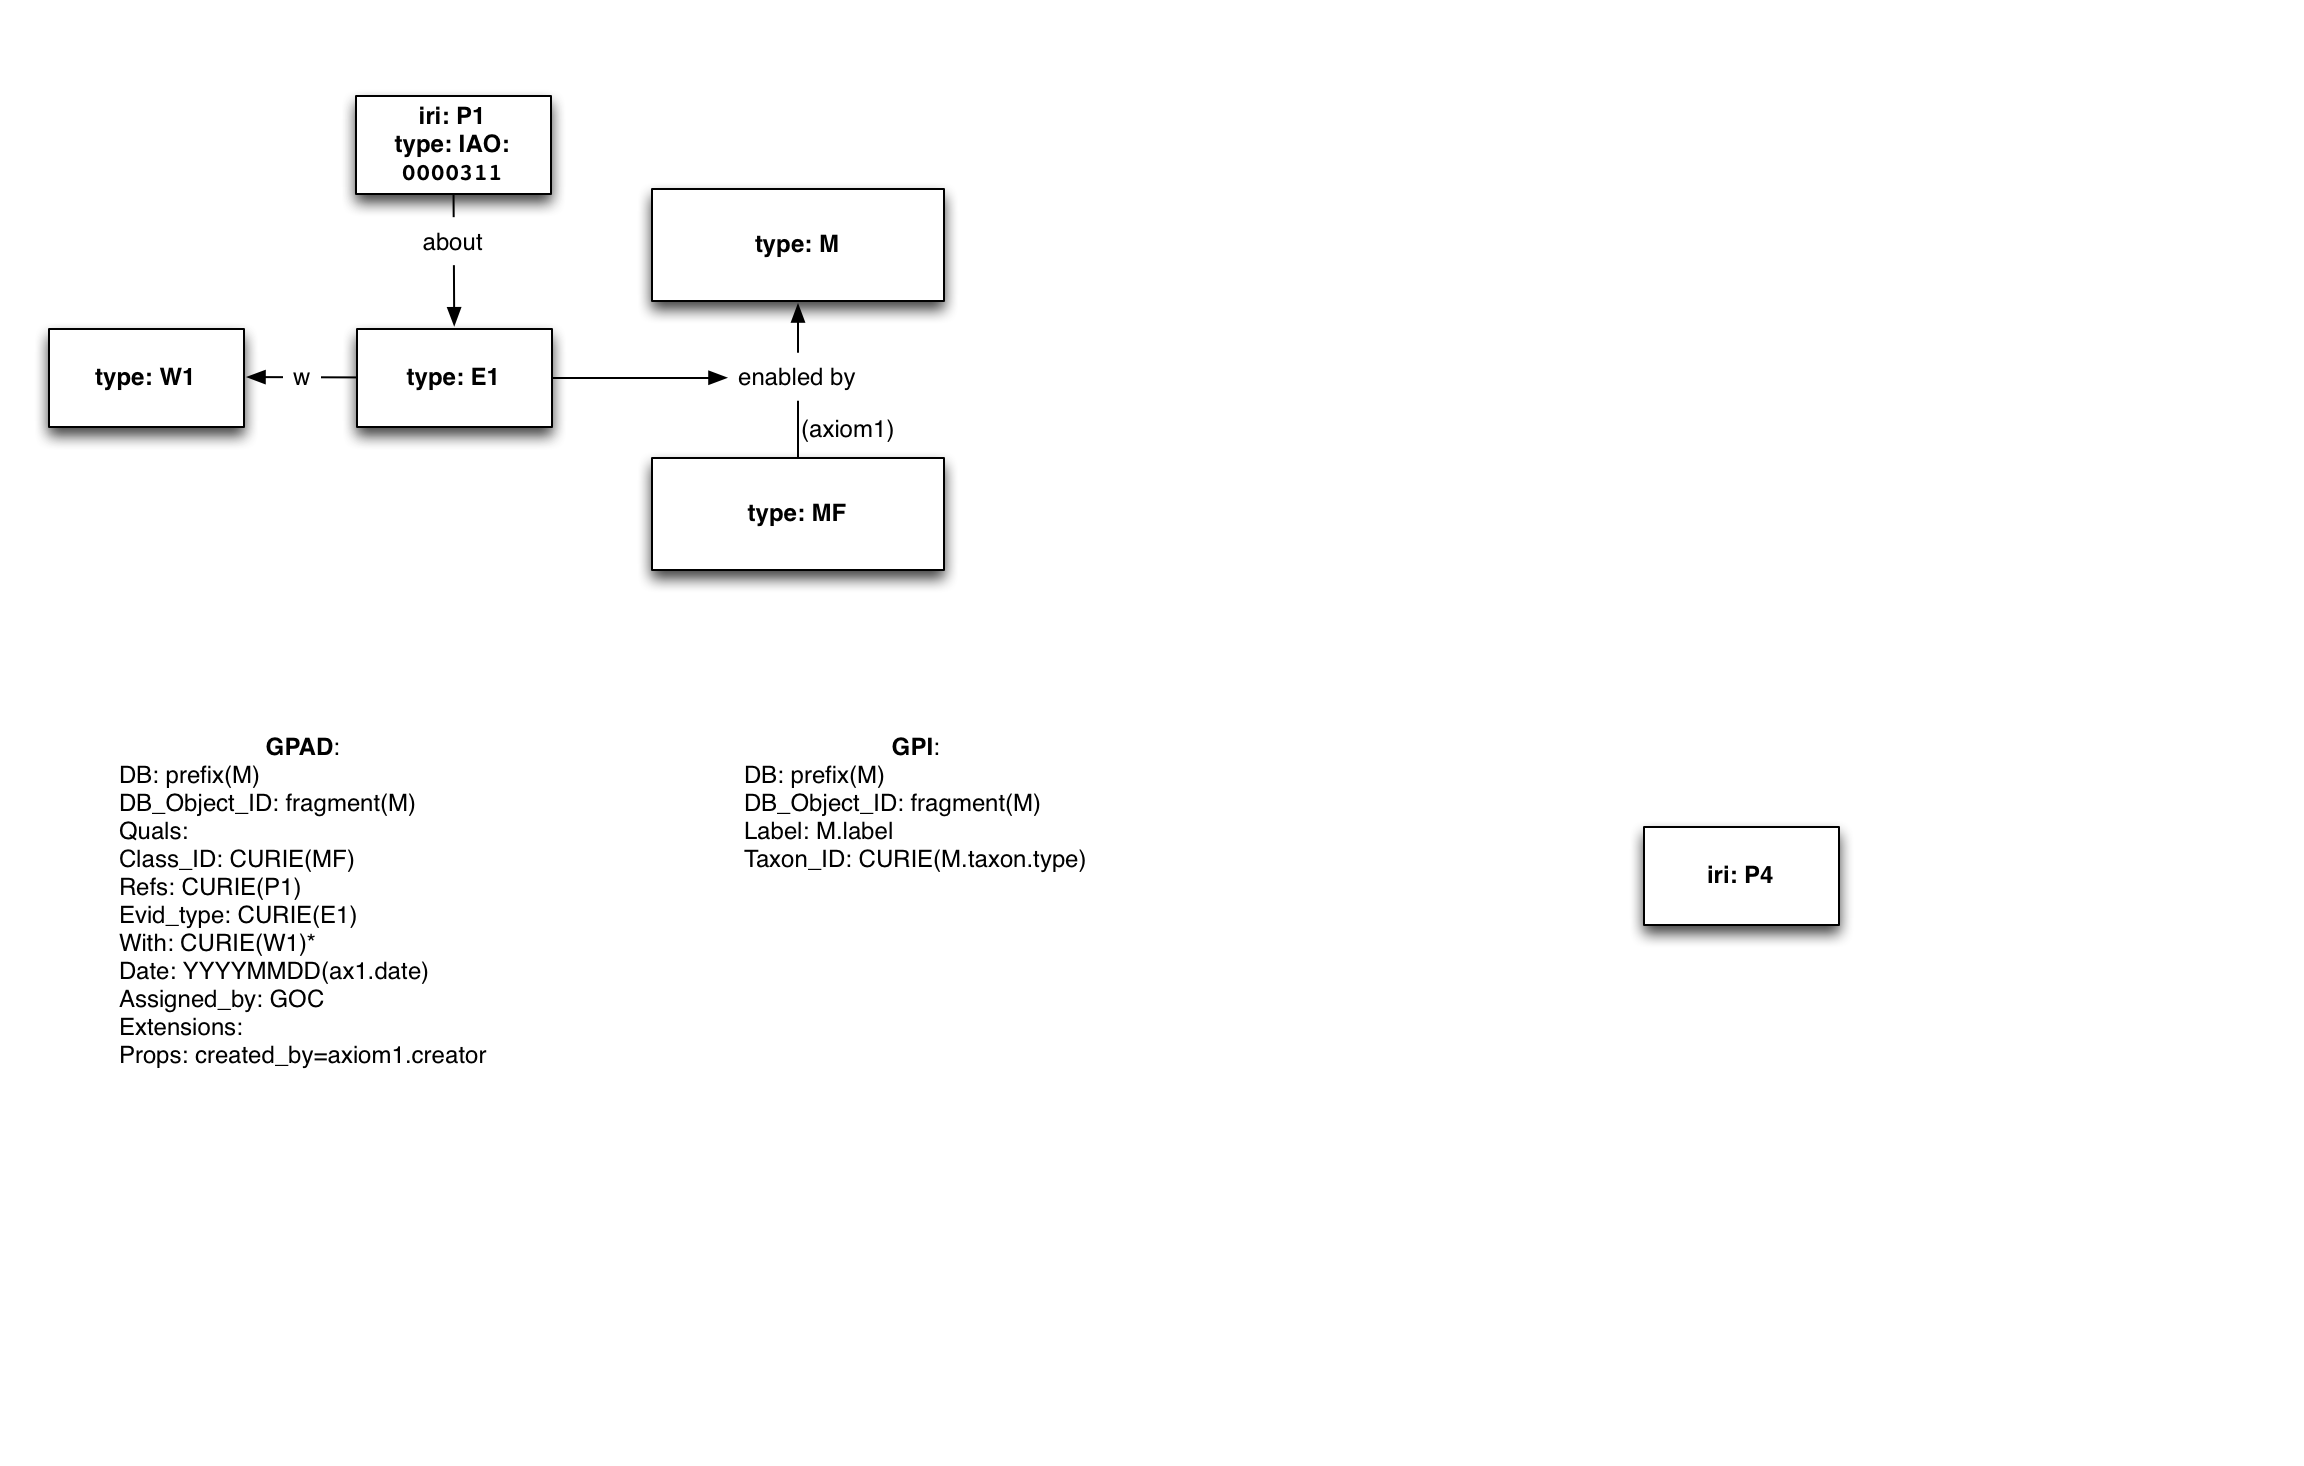 iri: P1
type: IAO:
0000311
about
type: M
type: W1
w
type: E1
enabled by
(axiom1)
type: MF
GPAD:
DB: prefix(M)
DB_Object_ID: fragment(M)
Quals:
Class_ID: CURIE(MF)
Refs: CURIE(P1)
Evid_type: CURIE(E1)
With: CURIE(W1)*
Date: YYYYMMDD(ax1.date)
Assigned_by: GOC
Extensions:
Props: created_by=axiom1.creator
GPI:
DB: prefix(M)
DB_Object_ID: fragment(M)
Label: M.label
Taxon_ID: CURIE(M.taxon.type)
iri: P4